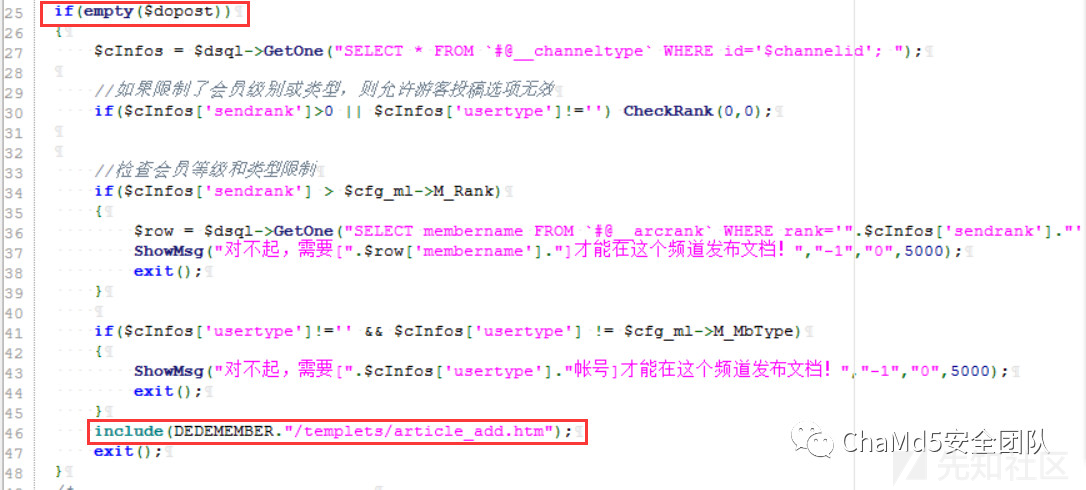 25 if(empty($dopost))
26 {
27 $cInfos = $dsql->GetOne("SELECT * FROM `#@__channeltype` WHERE id='$channelid'; ");
28
29 //如果限制了会员级别或类型，则允许游客投稿选项无效
30 if($cInfos['sendrank']>0 || $cInfos['usertype']!='') CheckRank(0,0);
31
32
33 //检查会员等级和类型限制
34 if($cInfos['sendrank'] > $cfg_ml->M_Rank)
35 {
36 $row = $dsql->GetOne("SELECT membername FROM `#@__arcrank` WHERE rank='".$cInfos['sendrank']."'
37 ShowMsg("对不起，需要[".$row['membername']."]才能在这个频道发布文档！","-1","0",5000);
38 exit();
39 }
40
41 if($cInfos['usertype']!='' && $cInfos['usertype'] != $cfg_ml->M_MbType)
42 {
43 ShowMsg("对不起，需要[".$cInfos['usertype']."帐号]才能在这个频道发布文档！","-1","0",5000);
44 exit();
45 }
46 include(DEDEMEMBER."/templets/article_add.htm");
47 exit();
48 }
/*
ChaMd5安全团队
先知社区